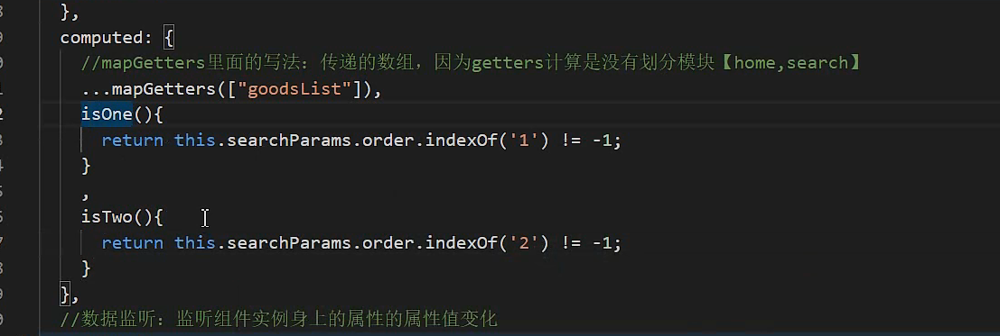 },
computed: {
//mapGetters里面的写法：传递的数组，因为getters计算是没有划分模块【home,search】
...mapGetters(["goodsList"]),
isOne(){
return this.searchParams.order.indexOf('1') != -1;
}
,
isTwo(){
return this.searchParams.order.indexOf('2') != -1;
}
},
//数据监听：监听组件实例身上的属性的属性值变化